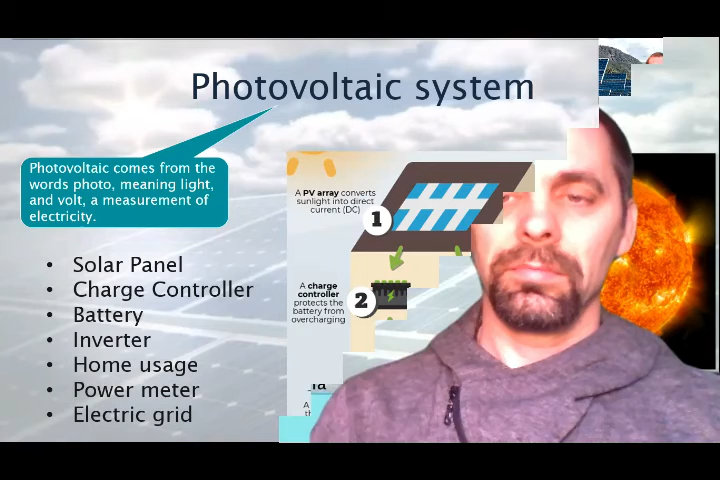 Photovoltaic system
Photovoltaic comes from the
words photo, meaning light,
and volt, a measurement of
electricity.
• Solar Panel
• Charge Controller
• Battery
• Inverter
• Home usage
• Power meter
• Electric grid
A PV array converts
sunlight into direct
current (DC)
1
A charge
controller
protects the
battery from
overcharging
2